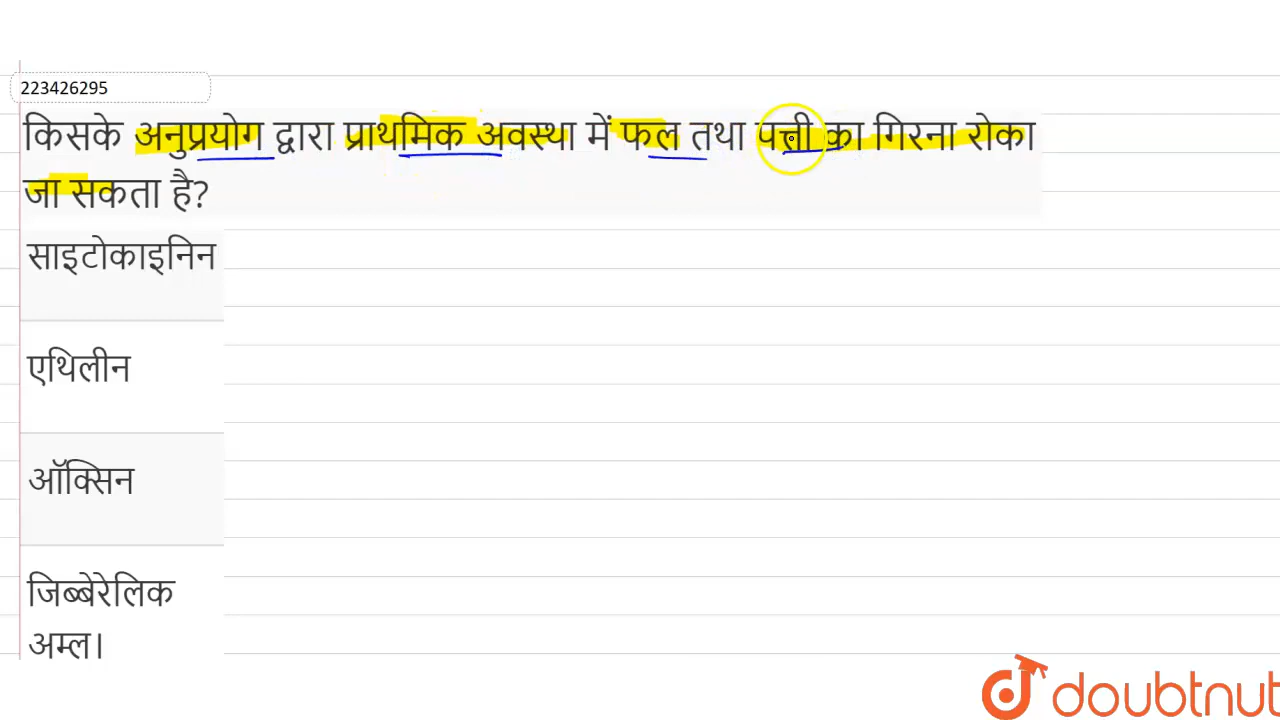 223426295
किसके अनुप्रयोग द्वारा प्राथमिक अवस्था में फल तथा पत्ती का गिरना रोका
जा सकता है?
साइटोकाइनिन
एथिलीन
ऑक्सिन
जिब्बेरेलिक
अम्ल।
doubtnut